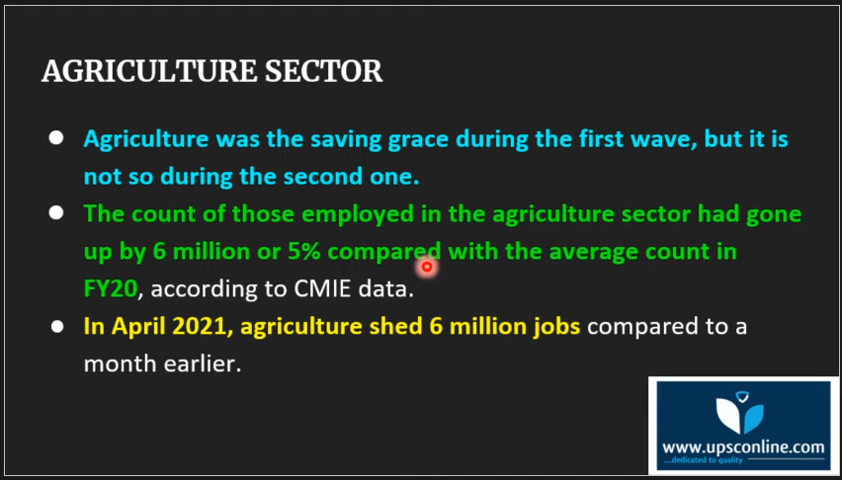 AGRICULTURE SECTOR
● Agriculture was the saving grace during the first wave, but it is
not so during the second one.
● The count of those employed in the agriculture sector had gone
up by 6 million or 5% compared with the average count in
FY20, according to CMIE data.
● In April 2021, agriculture shed 6 million jobs compared to a
month earlier.
www.upsconline.com
....dedicated to quality